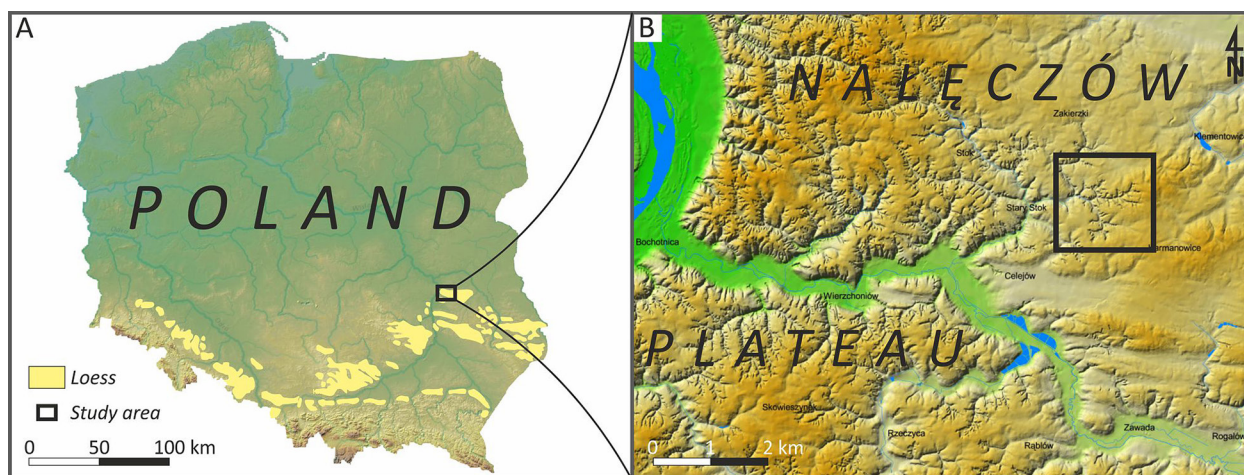 A
POLAND
Loess
Study area
0 50 100 km
B
N
NAŁĘCZÓW
Zakierzki
Klementowice
Stok
Stary Stok
Karmanowice
Bochotnica
Celejów
Wierzchoniów
PLATEAU
Skowieszynek
Zawada
Rzeczyca
Rąblów
Rogalów
0 1 2 km